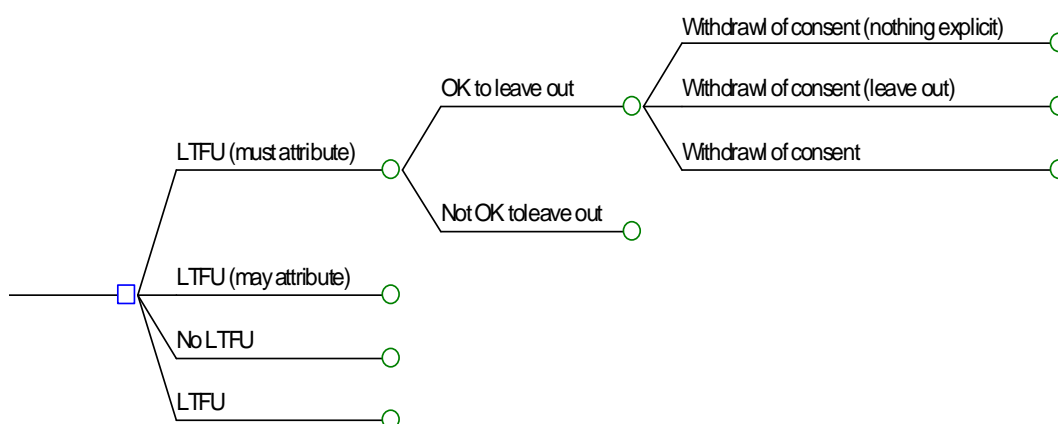 Withdrawl of consent (nothing explicit)
OK to leave out
Withdrawl of consent (leave out)
LTFU (must attribute)
Withdrawl of consent
Not OK to leave out
LTFU (may attribute)
No LTFU
LTFU